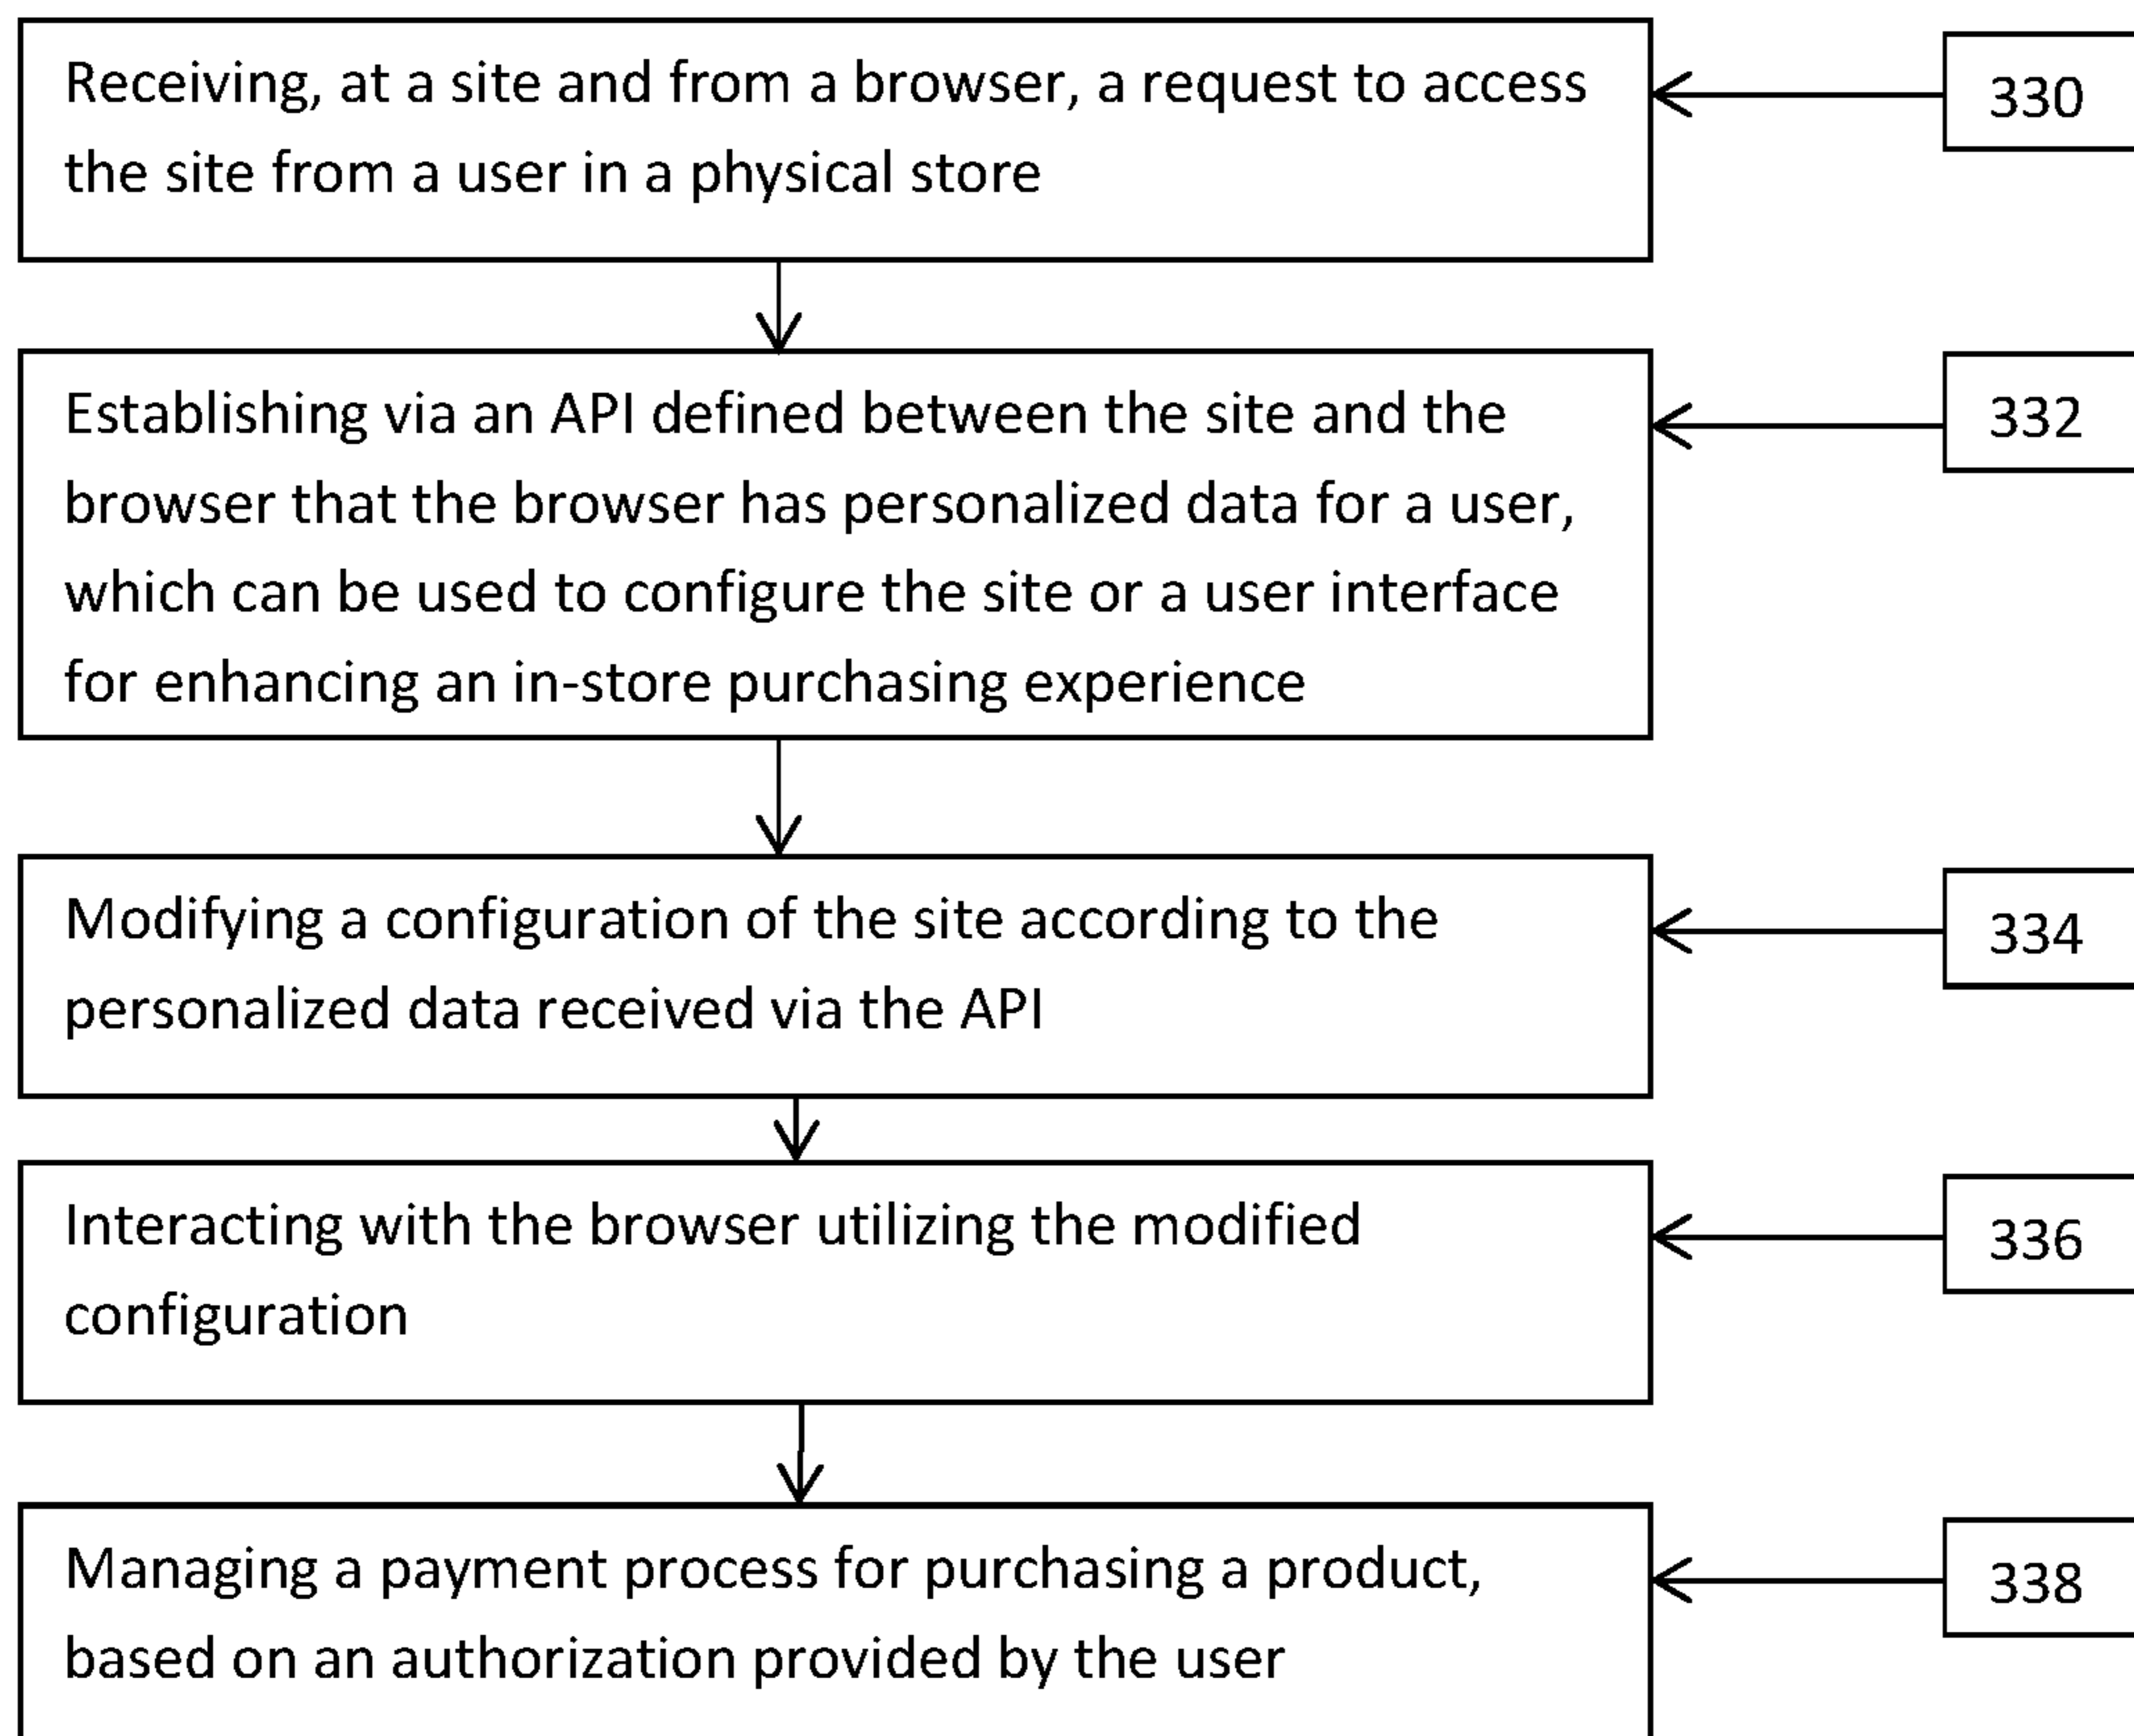 Receiving, at a site and from a browser, a request to access
the site from a user in a physical store
330
Establishing via an API defined between the site and the
browser that the browser has personalized data for a user,
which can be used to configure the site or a user interface
for enhancing an in-store purchasing experience
332
Modifying a configuration of the site according to the
personalized data received via the API
334
Interacting with the browser utilizing the modified
configuration
336
Managing a payment process for purchasing a product,
based on an authorization provided by the user
338